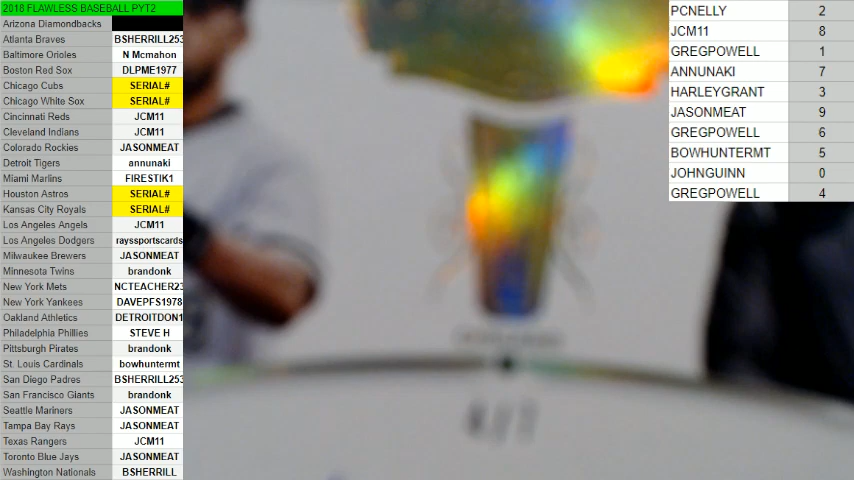 2018 FLAWLESS BASEBALL PYT2
Arizona Diamondbacks
Atlanta Braves BSHERRILL253
Baltimore Orioles N Mcmahon
Boston Red Sox DLPME1977
Chicago Cubs SERIAL#
Chicago White Sox SERIAL#
Cincinnati Reds JCM11
Cleveland Indians JCM11
Colorado Rockies JASONMEAT
Detroit Tigers annunaki
Miami Marlins FIRESTIK1
Houston Astros SERIAL#
Kansas City Royals SERIAL#
Los Angeles Angels JCM11
Los Angeles Dodgers rayssportscards
Milwaukee Brewers JASONMEAT
Minnesota Twins brandonk
New York Mets NCTEACHER23
New York Yankees DAVEPFS1978
Oakland Athletics DETROITDON1
Philadelphia Phillies STEVE H
Pittsburgh Pirates brandonk
St. Louis Cardinals bowhuntermt
San Diego Padres BSHERRILL253
San Francisco Giants brandonk
Seattle Mariners JASONMEAT
Tampa Bay Rays JASONMEAT
Texas Rangers JCM11
Toronto Blue Jays JASONMEAT
Washington Nationals BSHERRILL
PCNELLY 2
JCM11 8
GREGPOWELL 1
ANNUNAKI 7
HARLEYGRANT 3
JASONMEAT 9
GREGPOWELL 6
BOWHUNTERMT 5
JOHNGUINN 0
GREGPOWELL 4